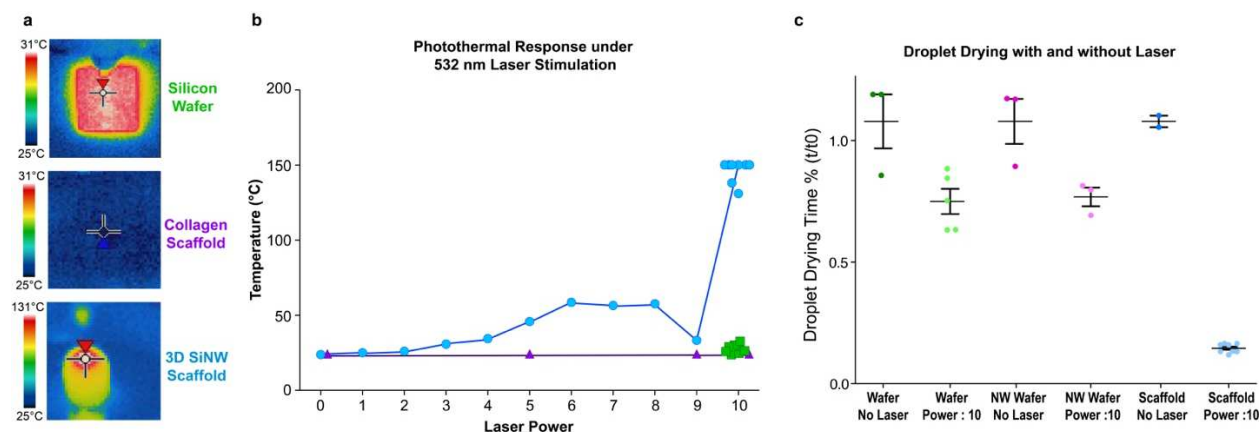 a
31°C
25°C
Silicon
Wafer
31°C
25°C
Collagen
Scaffold
131°C
25°C
3D SiNW
Scaffold
b
Photothermal Response under
532 nm Laser Stimulation
Temperature (°C)
200
150
100
50
0
0 1 2 3 4 5 6 7 8 9 10
Laser Power
c
Droplet Drying with and without Laser
Droplet Drying Time % (t/t0)
1.0
0.5
0.0
Wafer
No Laser
Wafer
Power : 10
NW Wafer
No Laser
NW Wafer
Power :10
Scaffold
No Laser
Scaffold
Power :10